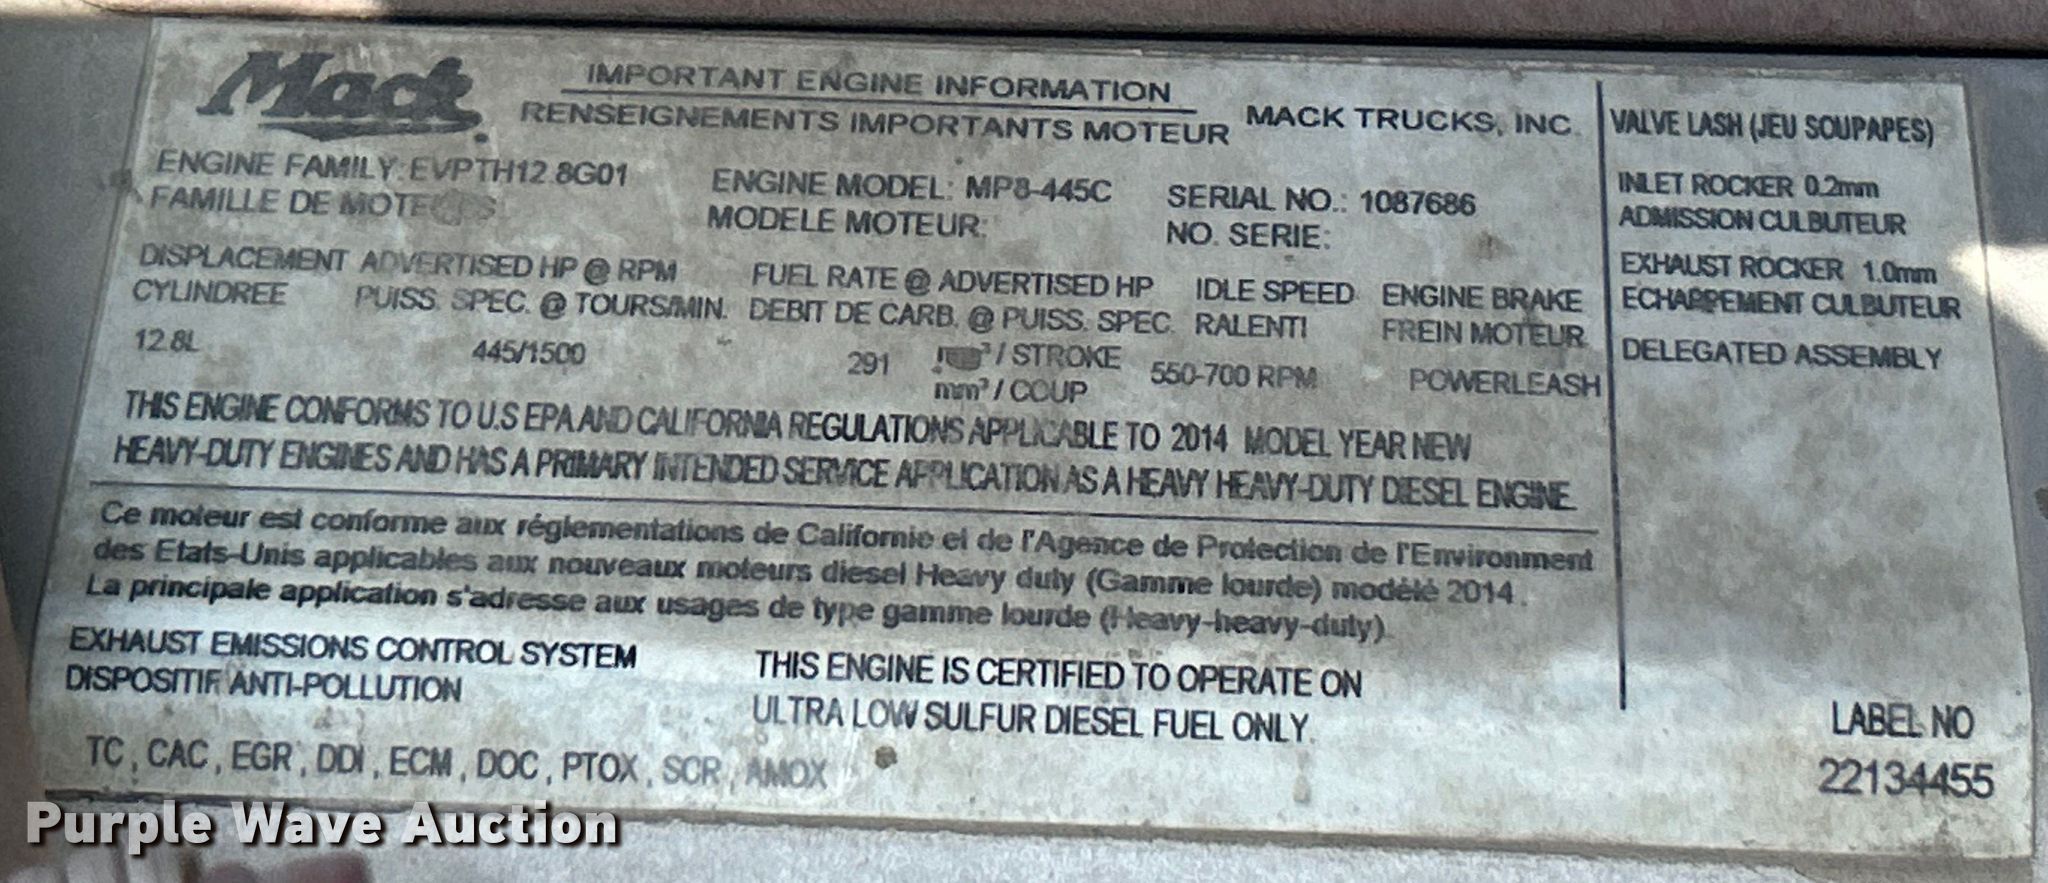 Mack
IMPORTANT ENGINE INFORMATION
RENSEIGNEMENTS IMPORTANTS MOTEUR
MACK TRUCKS, INC.
ENGINE FAMILY: EVPTH12.8G01
FAMILLE DE MOTEURS:
ENGINE MODEL: MP8-445C
MODELE MOTEUR:
SERIAL NO.: 1087686
NO. SERIE:
DISPLACEMENT
CYLINDREE
12.8L
ADVERTISED HP @ RPM
PUISS. SPEC. @ TOURS/MIN.
445/1500
FUEL RATE @ ADVERTISED HP
DEBIT DE CARB. @ PUISS. SPEC.
291 mm³ / STROKE
mm³ / COUP
IDLE SPEED
RALENTI
550-700 RPM
ENGINE BRAKE
FREIN MOTEUR
POWERLEASH
THIS ENGINE CONFORMS TO U.S EPA AND CALIFORNIA REGULATIONS APPLICABLE TO 2014 MODEL YEAR NEW
HEAVY-DUTY ENGINES AND HAS A PRIMARY INTENDED SERVICE APPLICATION AS A HEAVY HEAVY-DUTY DIESEL ENGINE.
Ce moteur est conforme aux réglementations de Californie et de l'Agence de Protection de l'Environment
des Etats-Unis applicables aux nouveaux moteurs diesel Heavy duty (Gamme lourde) modèle 2014.
La principale application s'adresse aux usages de type gamme lourde (Heavy-heavy-duty)
EXHAUST EMISSIONS CONTROL SYSTEM
DISPOSITIF ANTI-POLLUTION
TC, CAC, EGR, DDI, ECM, DOC, PTOX, SCR, AMOX
THIS ENGINE IS CERTIFIED TO OPERATE ON
ULTRA LOW SULFUR DIESEL FUEL ONLY.
VALVE LASH (JEU SOUPAPES)
INLET ROCKER 0.2mm
ADMISSION CULBUTEUR
EXHAUST ROCKER 1.0mm
ECHAPPEMENT CULBUTEUR
DELEGATED ASSEMBLY
LABEL NO
22134455
Purple Wave Auction